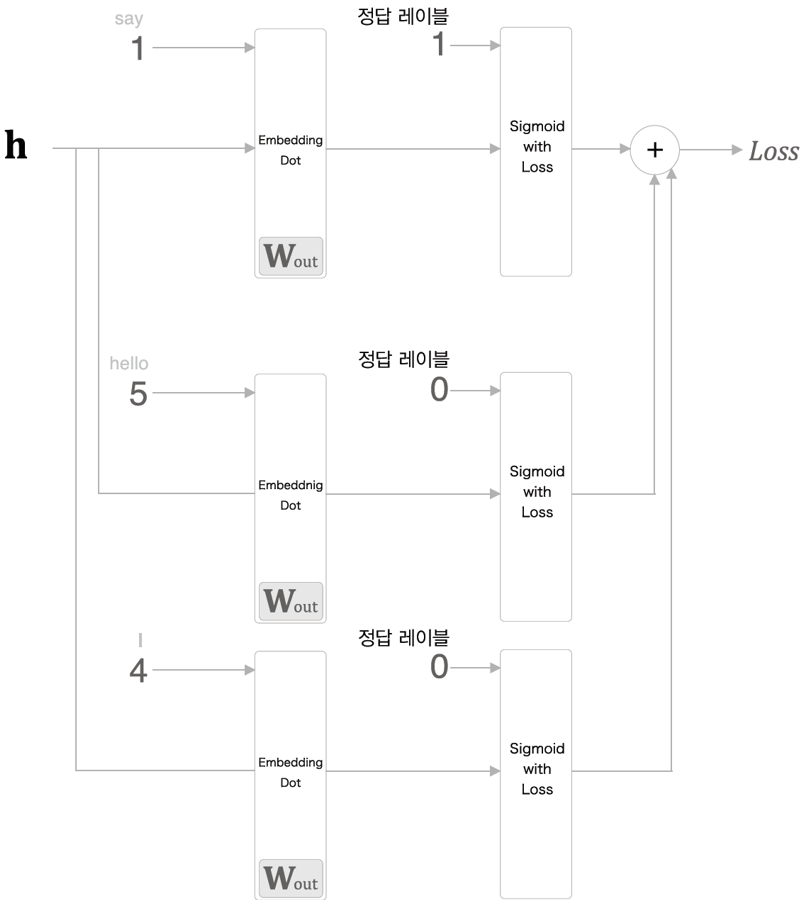 say
정답 레이블
1
1
h
Embedding
Dot
Sigmoid
with
Loss
+
Loss
Wout
hello
정답 레이블
5
0
Embeddnig
Dot
Sigmoid
with
Loss
Wout
I
정답 레이블
4
0
Embedding
Dot
Sigmoid
with
Loss
Wout